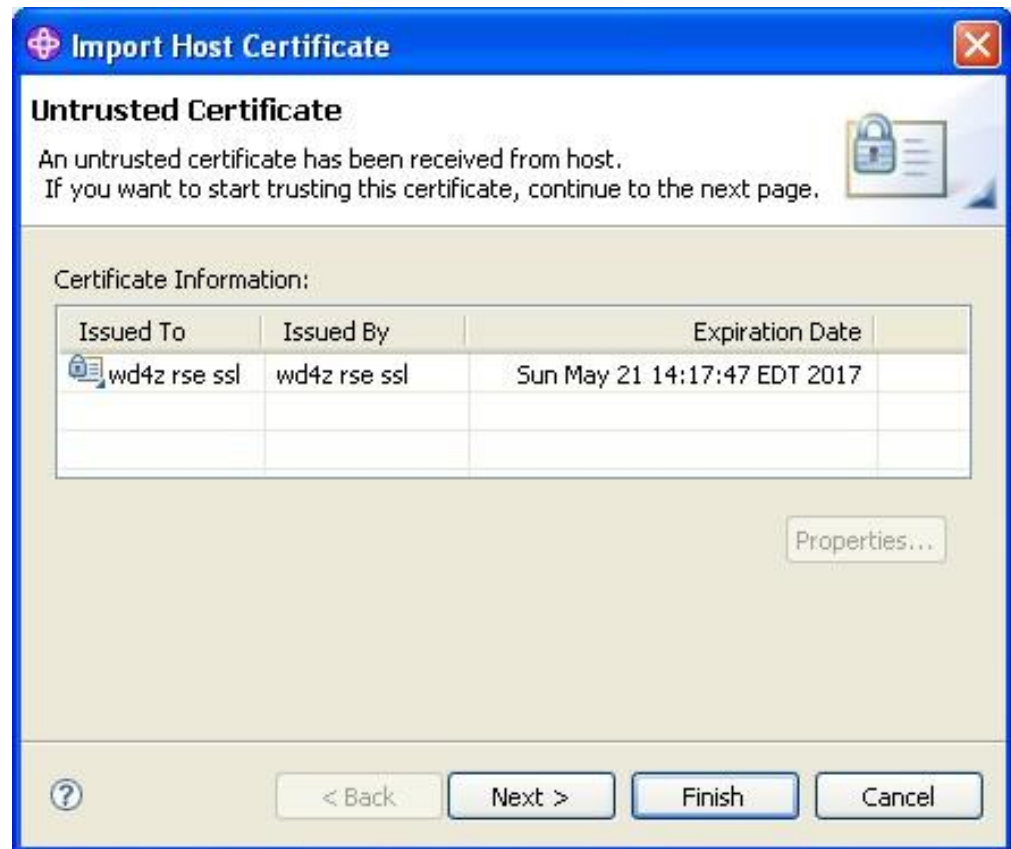 Import Host Certificate
Untrusted Certificate
An untrusted certificate has been received from host.
If you want to start trusting this certificate, continue to the next page.
Certificate Information:
Issued To Issued By Expiration Date
wd4z rse ssl wd4z rse ssl Sun May 21 14:17:47 EDT 2017
Properties...
< Back Next > Finish Cancel